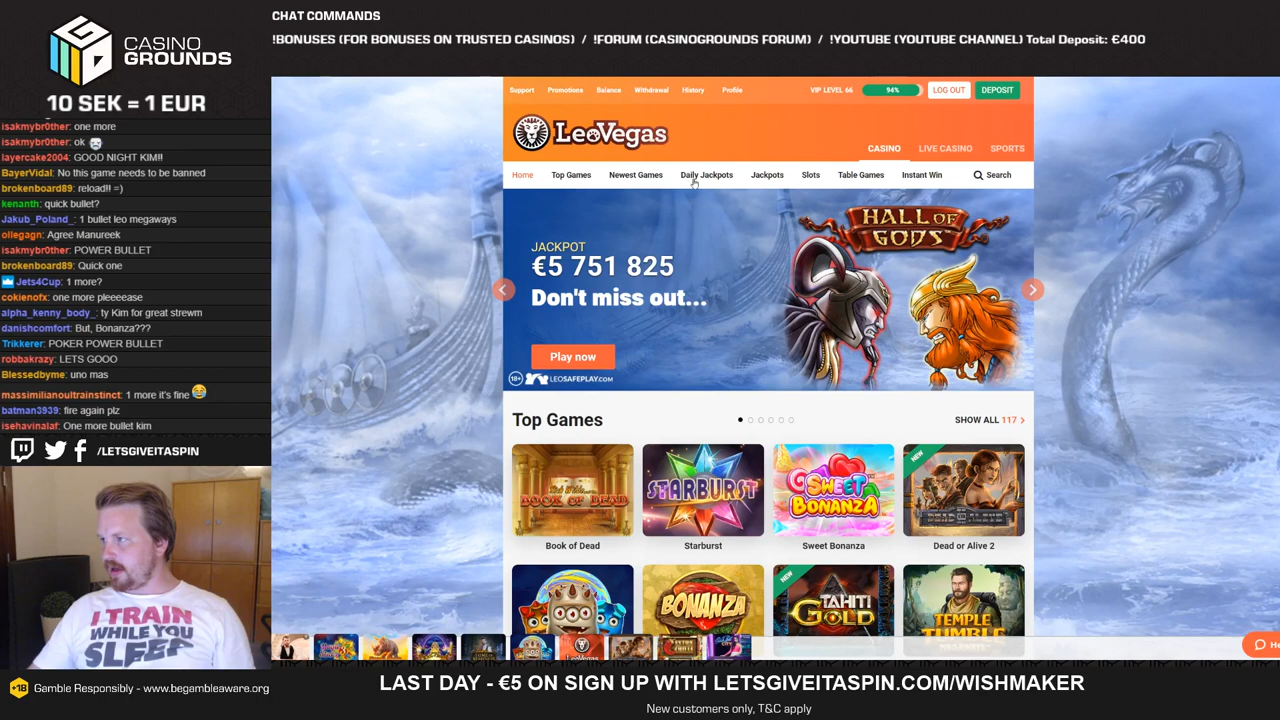 CHAT COMMANDS
!BONUSES (FOR BONUSES ON TRUSTED CASINOS) / !FORUM (CASINOGROUNDS FORUM) / !YOUTUBE (YOUTUBE CHANNEL) Total Deposit: €400
CASINO
GROUNDS
10 SEK = 1 EUR
isakmybr0ther: one more
isakmybr0ther: ok
layercake2004: GOOD NIGHT KIM!!
BayerVidal: No this game needs to be banned
brokenboard89: reload!! =)
kenanth: quick bullet?
Jakub_Poland_: 1 bullet leo megaways
ollegagn: Agree Manureek
isakmybr0ther: POWER BULLET
brokenboard89: Quick one
Jets4Cup: 1 more?
cokienofx: one more pleeeease
alpha_kenny_body_: ty Kim for great strewm
danishcomfort: But, Bonanza???
Trikkerer: POKER POWER BULLET
robbakrazy: LETS GOOO
Blessedbyme: uno mas
massimilianoultrainstinct: 1 more it's fine
batman3939: fire again plz
isehavinalaf: One more bullet kim
/LETSGIVEITASPIN
Support Promotions Balance Withdrawal History Profile VIP LEVEL 66 94% LOG OUT DEPOSIT
LeoVegas
CASINO LIVE CASINO SPORTS
Home Top Games Newest Games Daily Jackpots Jackpots Slots Table Games Instant Win Search
HALL OF
GODS
JACKPOT
€5 751 825
Don't miss out...
Play now
18+ LEOSAFEPLAY.COM
Top Games SHOW ALL 117
BOOK OF DEAD
STARBURST
SWEET
BONANZA
NEW
Book of Dead Starburst Sweet Bonanza Dead or Alive 2
BONANZA
NEW
TAHITI
GOLD
TEMPLE
TUMBLE
I TRAIN
WHILE YOU
SLEEP
+18 Gamble Responsibly - www.begambleaware.org
LAST DAY - €5 ON SIGN UP WITH LETSGIVEITASPIN.COM/WISHMAKER
New customers only, T&C apply